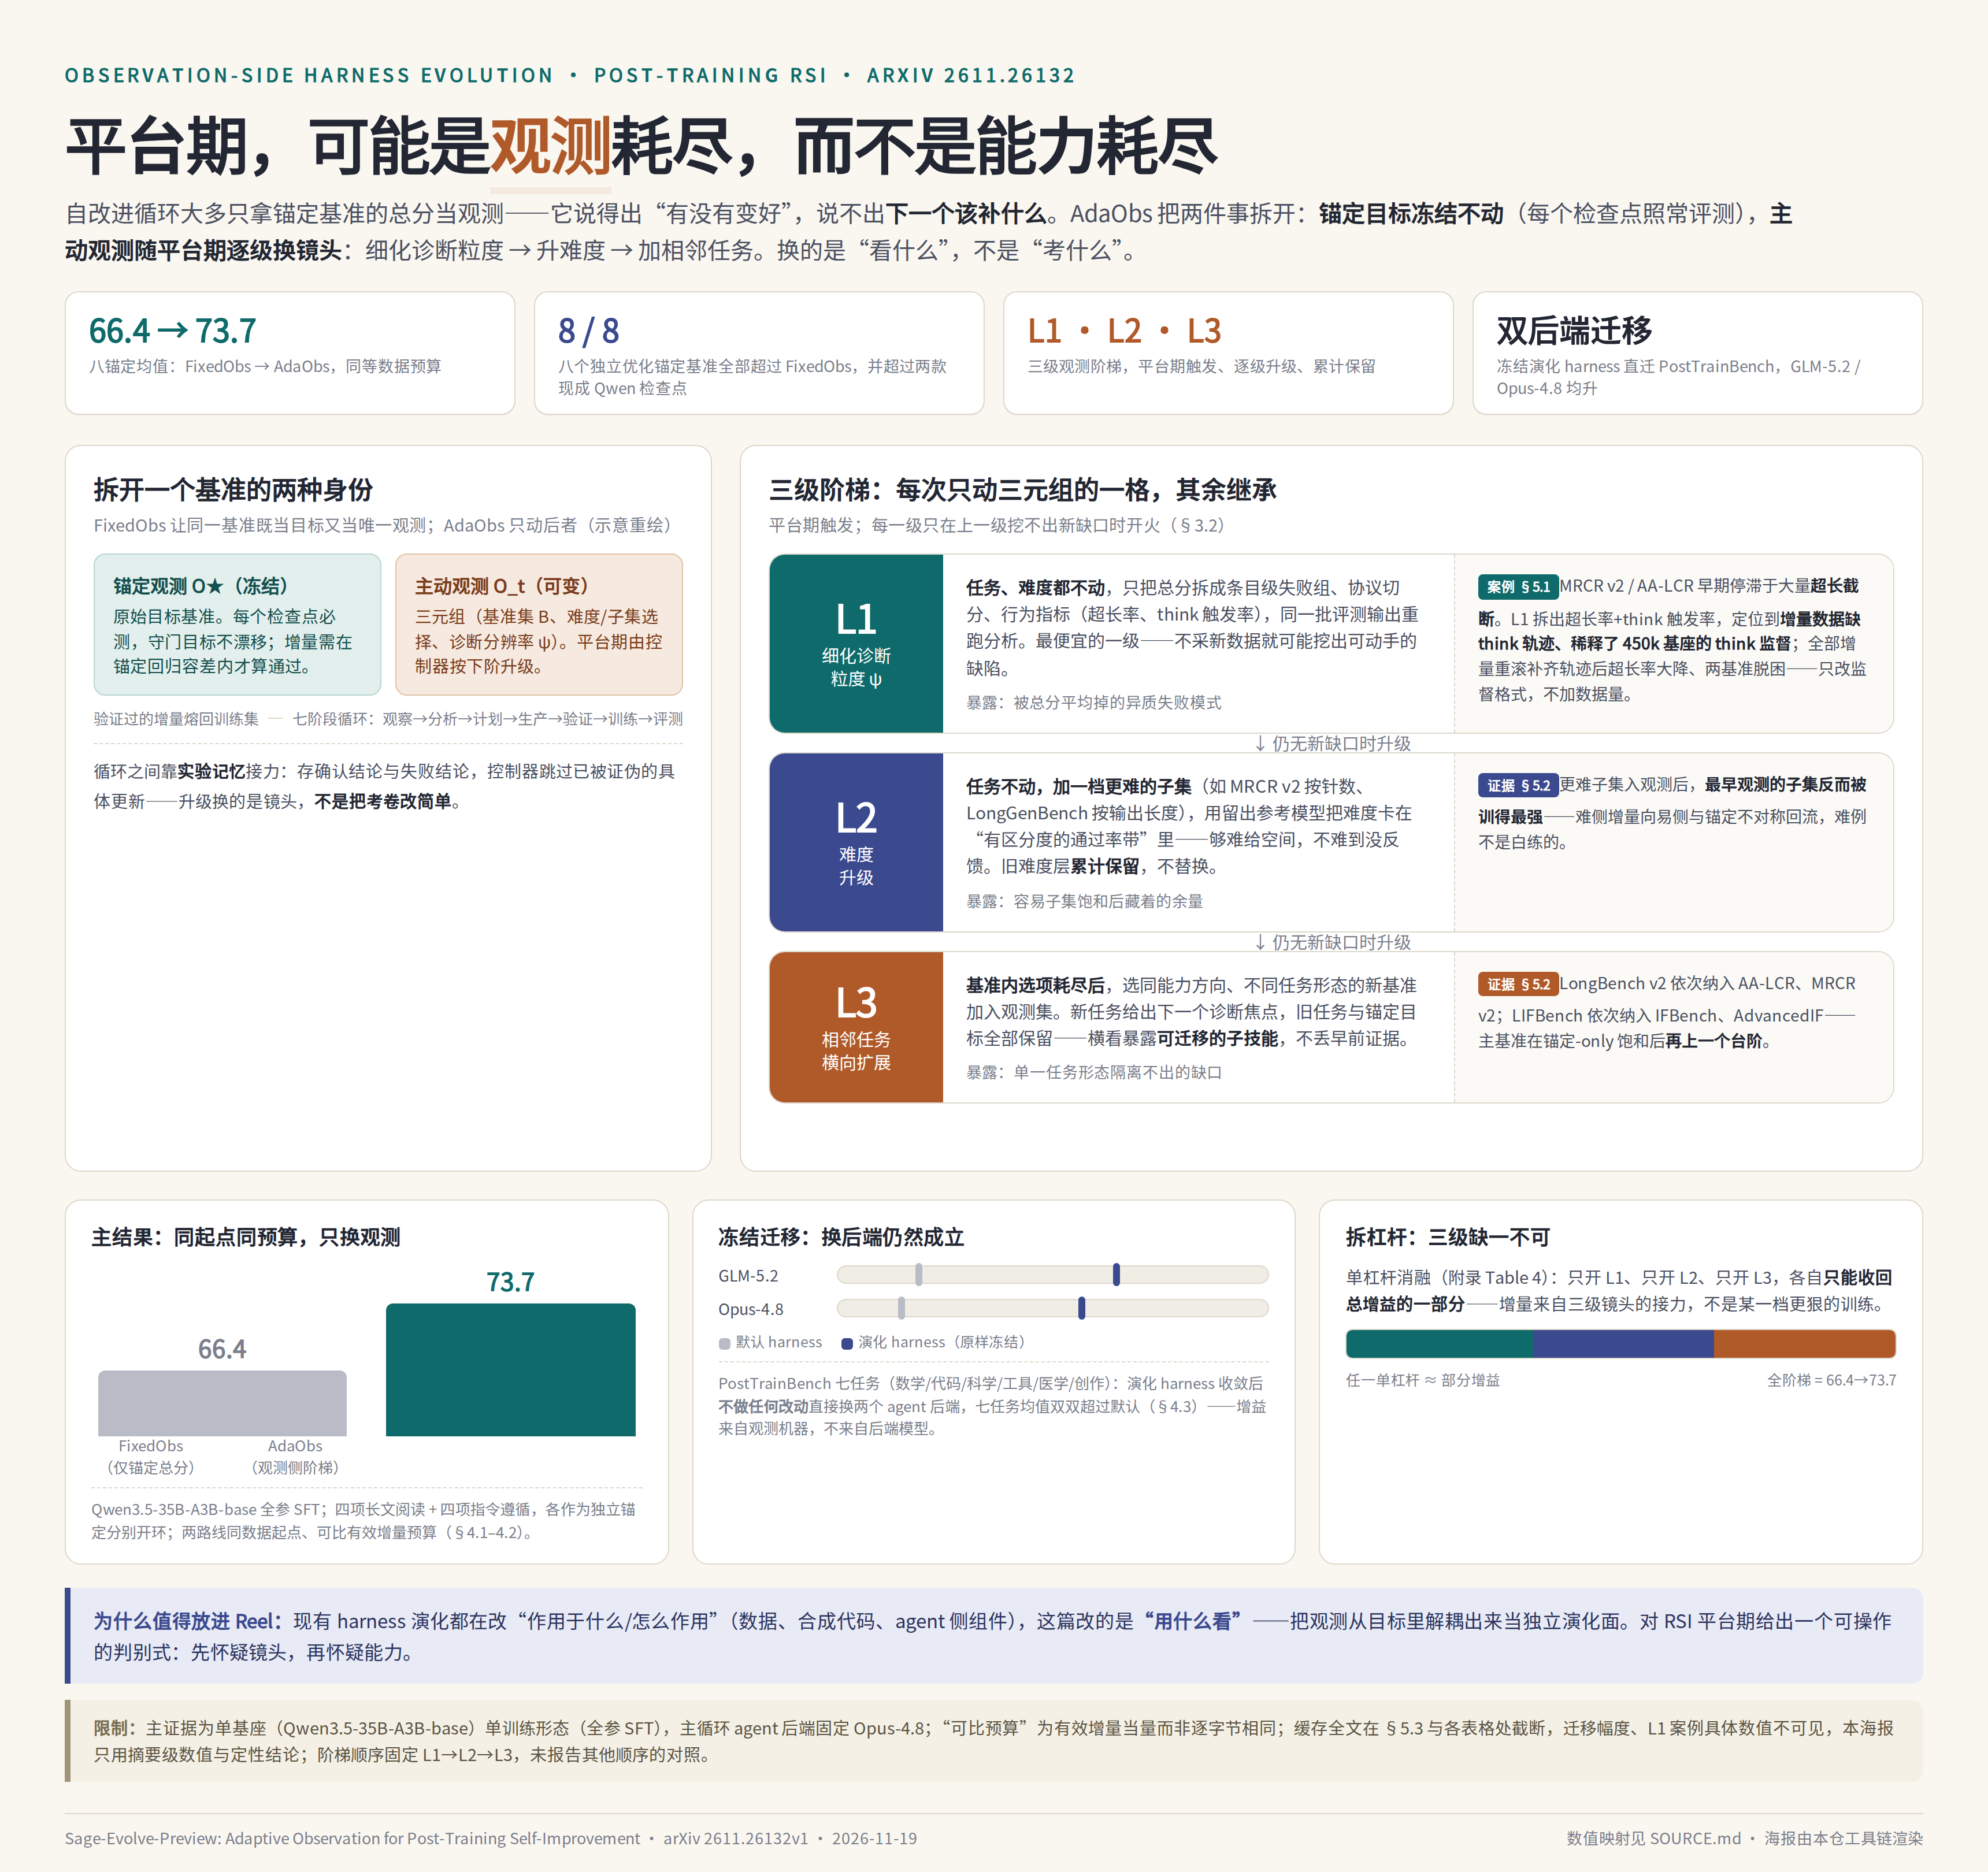 OBSERVATION-SIDE HARNESS EVOLUTION · POST-TRAINING RSI · ARXIV 2611.26132
平台期，可能是观测耗尽，而不是能力耗尽
自改进循环大多只拿锚定基准的总分当观测——它说得出“有没有变好”，说不出下一个该补什么。AdaObs 把两件事拆开：锚定目标冻结不动（每个检查点照常评测），主
动观测随平台期逐级换镜头：细化诊断粒度 → 升难度 → 加相邻任务。换的是“看什么”，不是“考什么”。
66.4 → 73.7
八锚定均值：FixedObs → AdaObs，同等数据预算
8 / 8
八个独立优化锚定基准全部超过 FixedObs，并超过两款
现成 Qwen 检查点
L1 · L2 · L3
三级观测阶梯，平台期触发、逐级升级、累计保留
双后端迁移
冻结演化 harness 直迁 PostTrainBench，GLM-5.2 /
Opus-4.8 均升
拆开一个基准的两种身份
FixedObs 让同一基准既当目标又当唯一观测；AdaObs 只动后者（示意重绘）
锚定观测 O★（冻结）
原始目标基准。每个检查点必
测，守门目标不漂移；增量需在
锚定回归容差内才算通过。
主动观测 O_t（可变）
三元组（基准集 B、难度/子集选
择、诊断分辨率 ψ）。平台期由控
制器按下阶升级。
验证过的增量熔回训练集 — 七阶段循环：观察→分析→计划→生产→验证→训练→评测
循环之间靠实验记忆接力：存确认结论与失败结论，控制器跳过已被证伪的具
体更新——升级换的是镜头，不是把考卷改简单。
三级阶梯：每次只动三元组的一格，其余继承
平台期触发；每一级只在上一级挖不出新缺口时开火（§3.2）
L1
细化诊断
粒度 ψ
任务、难度都不动，只把总分拆成条目级失败组、协议切
分、行为指标（超长率、think 触发率），同一批评测输出重
跑分析。最便宜的一级——不采新数据就可能挖出可动手的
缺陷。
暴露：被总分平均掉的异质失败模式
案例 §5.1 MRCR v2 / AA-LCR 早期停滞于大量超长截
断。L1 拆出超长率+think 触发率，定位到增量数据缺
think 轨迹、稀释了 450k 基座的 think 监督；全部增
量重滚补齐轨迹后超长率大降、两基准脱困——只改监
督格式，不加数据量。
↓ 仍无新缺口时升级
L2
难度
升级
任务不动，加一档更难的子集（如 MRCR v2 按针数、
LongGenBench 按输出长度），用留出参考模型把难度卡在
“有区分度的通过率带”里——够难给空间，不难到没反
馈。旧难度层累计保留，不替换。
暴露：容易子集饱和后藏着的余量
证据 §5.2 更难子集入观测后，最早观测的子集反而被
训得最强——难侧增量向易侧与锚定不对称回流，难例
不是白练的。
↓ 仍无新缺口时升级
L3
相邻任务
横向扩展
基准内选项耗尽后，选同能力方向、不同任务形态的新基准
加入观测集。新任务给出下一个诊断焦点，旧任务与锚定目
标全部保留——横看暴露可迁移的子技能，不丢早前证据。
暴露：单一任务形态隔离不出的缺口
证据 §5.2 LongBench v2 依次纳入 AA-LCR、MRCR
v2；LIFBench 依次纳入 IFBench、AdvancedIF——
主基准在锚定-only 饱和后再上一个台阶。
主结果：同起点同预算，只换观测
66.4
73.7
FixedObs
（仅锚定总分）
AdaObs
（观测侧阶梯）
Qwen3.5-35B-A3B-base 全参 SFT；四项长文阅读 + 四项指令遵循，各作为独立锚
定分别开环；两路线同数据起点、可比有效增量预算（§4.1–4.2）。
冻结迁移：换后端仍然成立
GLM-5.2
Opus-4.8
默认 harness 演化 harness（原样冻结）
PostTrainBench 七任务（数学/代码/科学/工具/医学/创作）：演化 harness 收敛后
不做任何改动直接换两个 agent 后端，七任务均值双双超过默认（§4.3）——增益
来自观测机器，不来自后端模型。
拆杠杆：三级缺一不可
单杠杆消融（附录 Table 4）：只开 L1、只开 L2、只开 L3，各自只能收回
总增益的一部分——增量来自三级镜头的接力，不是某一档更狠的训练。
任一单杠杆 ≈ 部分增益
全阶梯 = 66.4→73.7
为什么值得放进 Reel：现有 harness 演化都在改“作用于什么/怎么作用”（数据、合成代码、agent 侧组件），这篇改的是“用什么看”——把观测从目标里解耦出来当独立演化面。对 RSI 平台期给出一个可操作
的判别式：先怀疑镜头，再怀疑能力。
限制：主证据为单基座（Qwen3.5-35B-A3B-base）单训练形态（全参 SFT），主循环 agent 后端固定 Opus-4.8；“可比预算”为有效增量当量而非逐字节相同；缓存全文在 §5.3 与各表格处截断，迁移幅度、L1 案例具体数值不可见，本海报
只用摘要级数值与定性结论；阶梯顺序固定 L1→L2→L3，未报告其他顺序的对照。
Sage-Evolve-Preview: Adaptive Observation for Post-Training Self-Improvement · arXiv 2611.26132v1 · 2026-11-19
数值映射见 SOURCE.md · 海报由本仓工具链渲染